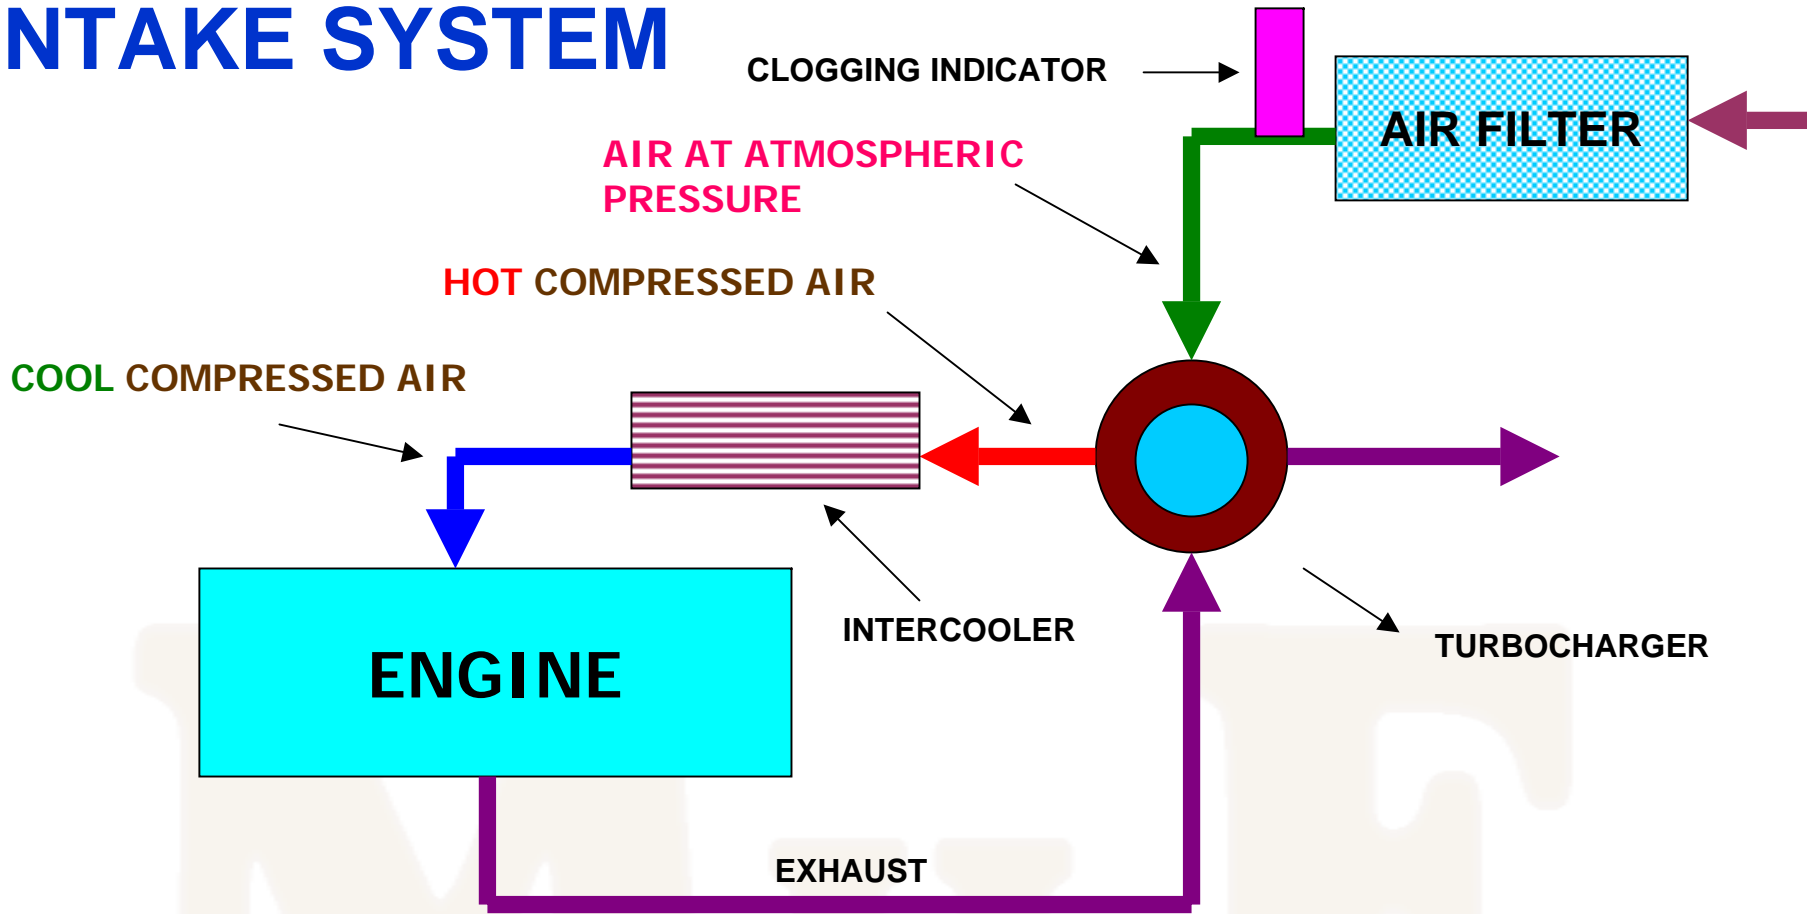 NTAKE SYSTEM
CLOGGING INDICATOR
AIR FILTER
AIR AT ATMOSPHERIC
PRESSURE
HOT COMPRESSED AIR
COOL COMPRESSED AIR
INTERCOOLER
TURBOCHARGER
ENGINE
EXHAUST